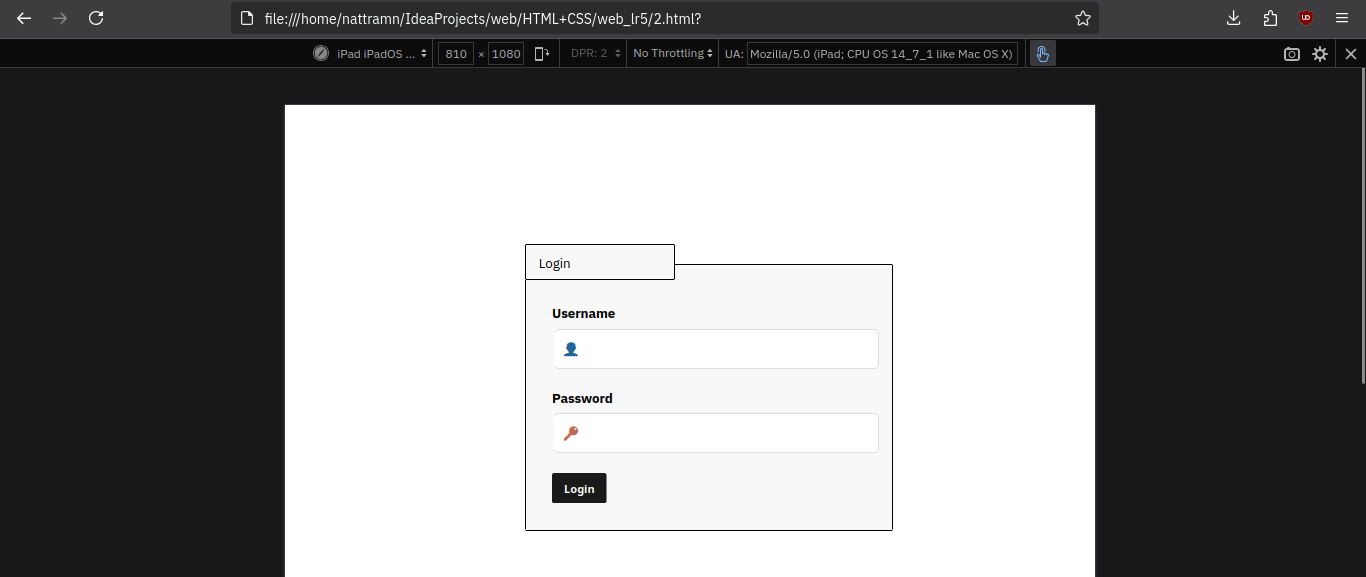 file:///home/nattramn/IdeaProjects/web/HTML+CSS/web_lr5/2.html?
iPad iPadOS ... 810 × 1080 DPR: 2 No Throttling UA: Mozilla/5.0 (iPad; CPU OS 14_7_1 like Mac OS X)
Login
Username
Password
Login